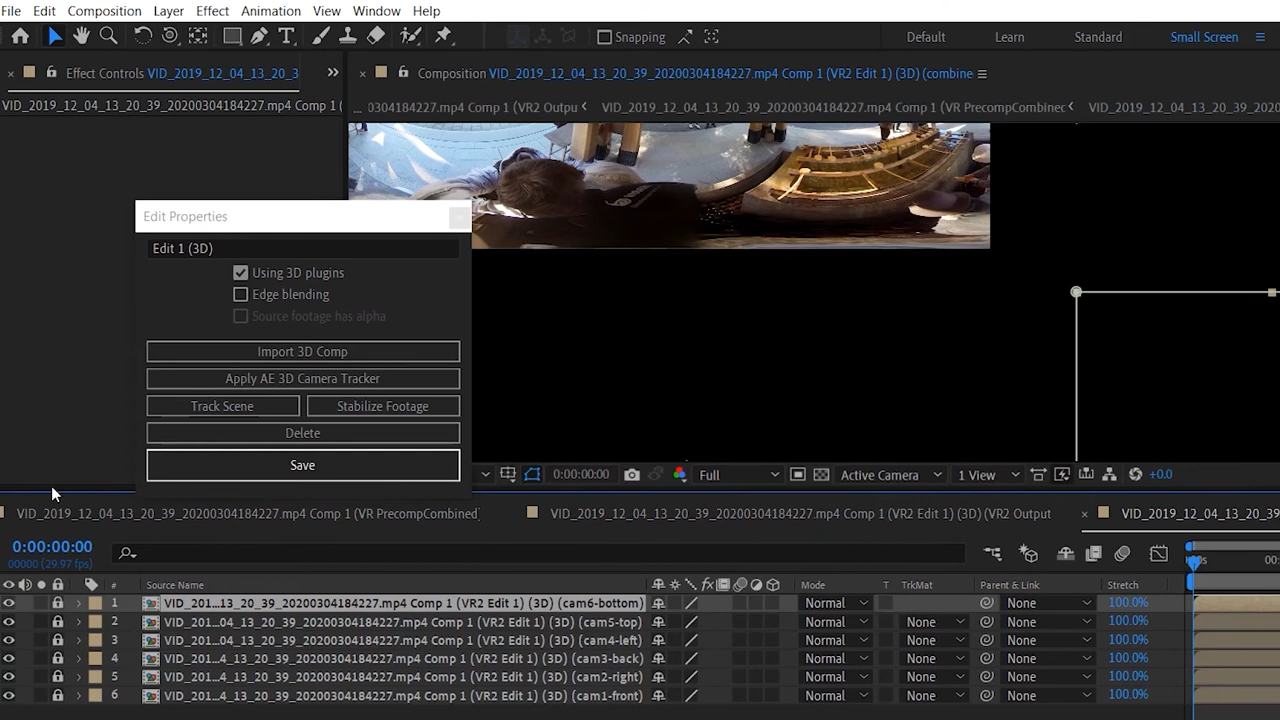 File Edit Composition Layer Effect Animation View Window Help
Snapping Default Learn Standard Small Screen
Effect Controls VID_2019_12_04_13_20_3
Composition VID_2019_12_04_13_20_39_20200304184227.mp4 Comp 1 (VR2 Edit 1) (3D) (combine
VID_2019_12_04_13_20_39_20200304184227.mp4 Comp 1 (
... 0304184227.mp4 Comp 1 (VR2 Outpu VID_2019_12_04_13_20_39_20200304184227.mp4 Comp 1 (VR PrecompCombinec VID_2019_12_04_13_20_39_20200304184227
Edit Properties
Edit 1 (3D)
Using 3D plugins
Edge blending
Source footage has alpha
Import 3D Comp
Apply AE 3D Camera Tracker
Track Scene Stabilize Footage
Delete
Save
0:00:00:00 Full Active Camera 1 View +0.0
VID_2019_12_04_13_20_39_20200304184227.mp4 Comp 1 (VR PrecompCombined) VID_2019_12_04_13_20_39_20200304184227.mp4 Comp 1 (VR2 Edit 1) (3D) (VR2 Output VID_2019_12_04_13_20_39
0:00:00:00
00000 (29.97 fps)
# Source Name fx Mode T TrkMat Parent & Link Stretch
1 VID_201...13_20_39_20200304184227.mp4 Comp 1 (VR2 Edit 1) (3D) (cam6-bottom) Normal None 100.0%
2 VID_201...04_13_20_39_20200304184227.mp4 Comp 1 (VR2 Edit 1) (3D) (cam5-top) Normal None None 100.0%
3 VID_201...04_13_20_39_20200304184227.mp4 Comp 1 (VR2 Edit 1) (3D) (cam4-left) Normal None None 100.0%
4 VID_201...4_13_20_39_20200304184227.mp4 Comp 1 (VR2 Edit 1) (3D) (cam3-back) Normal None None 100.0%
5 VID_201...4_13_20_39_20200304184227.mp4 Comp 1 (VR2 Edit 1) (3D) (cam2-right) Normal None None 100.0%
6 VID_201...4_13_20_39_20200304184227.mp4 Comp 1 (VR2 Edit 1) (3D) (cam1-front) Normal None None 100.0%